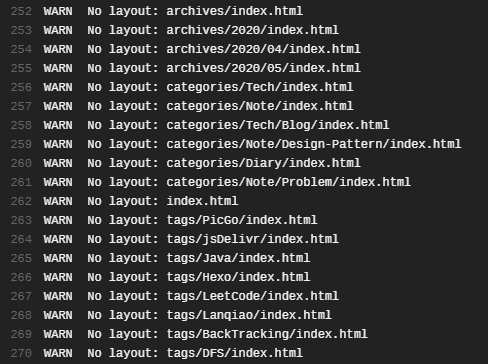 252 WARN No layout: archives/index.html
253 WARN No layout: archives/2020/index.html
254 WARN No layout: archives/2020/04/index.html
255 WARN No layout: archives/2020/05/index.html
256 WARN No layout: categories/Tech/index.html
257 WARN No layout: categories/Note/index.html
258 WARN No layout: categories/Tech/Blog/index.html
259 WARN No layout: categories/Note/Design-Pattern/index.html
260 WARN No layout: categories/Diary/index.html
261 WARN No layout: categories/Note/Problem/index.html
262 WARN No layout: index.html
263 WARN No layout: tags/PicGo/index.html
264 WARN No layout: tags/jsDelivr/index.html
265 WARN No layout: tags/Java/index.html
266 WARN No layout: tags/Hexo/index.html
267 WARN No layout: tags/LeetCode/index.html
268 WARN No layout: tags/Lanqiao/index.html
269 WARN No layout: tags/BackTracking/index.html
270 WARN No layout: tags/DFS/index.html